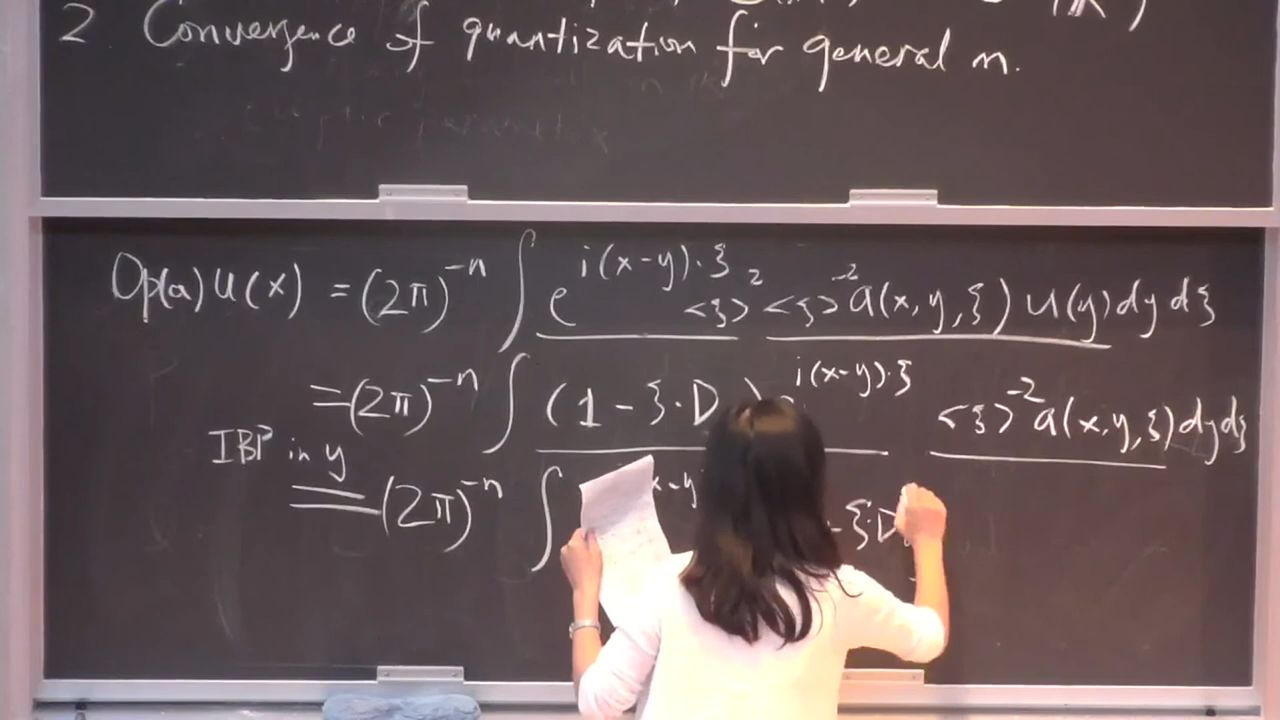 2. Convergence of quantization for general m.
Op(a)u(x) = (2π)^{-n} ∫ e^{i(x-y)·ξ} <ξ>^2 <ξ>^{-2} a(x,y,ξ) u(y) dy dξ
= (2π)^{-n} ∫ (1 - ξ·D ) e^{i(x-y)·ξ} <ξ>^{-2} a(x,y,ξ) dy dξ
IBP in y
= (2π)^{-n} ∫ x-y - ξ·D